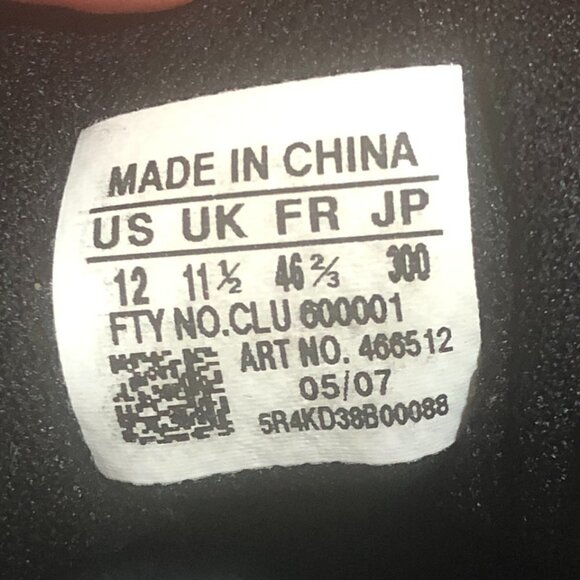 MADE IN CHINA
US UK FR JP
12 11½ 46⅔ 300
FTY NO.CLU 600001
ART NO. 466512
05/07
5R4KD38B00088